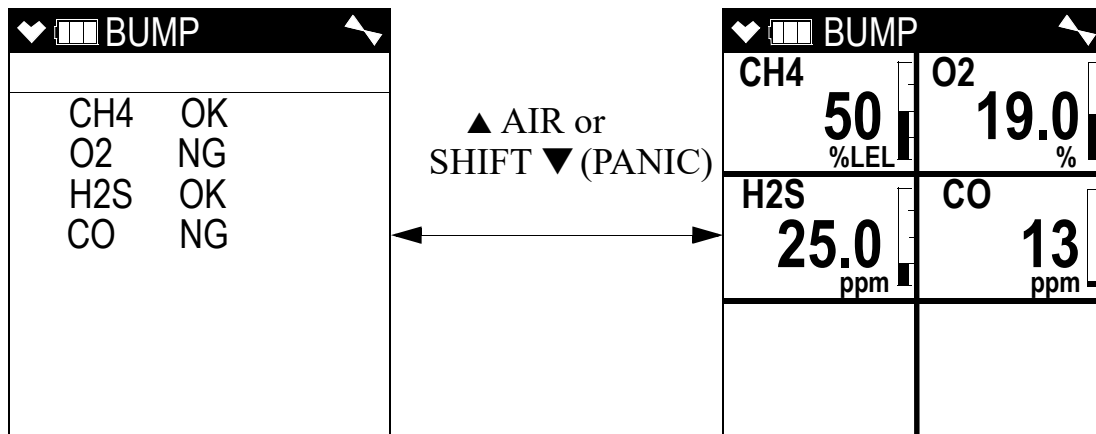 BUMP
CH4 OK
O2 NG
H2S OK
CO NG
▲ AIR or
SHIFT ▼ (PANIC)
BUMP
CH4
50
%LEL
O2
19.0
%
H2S
25.0
ppm
CO
13
ppm